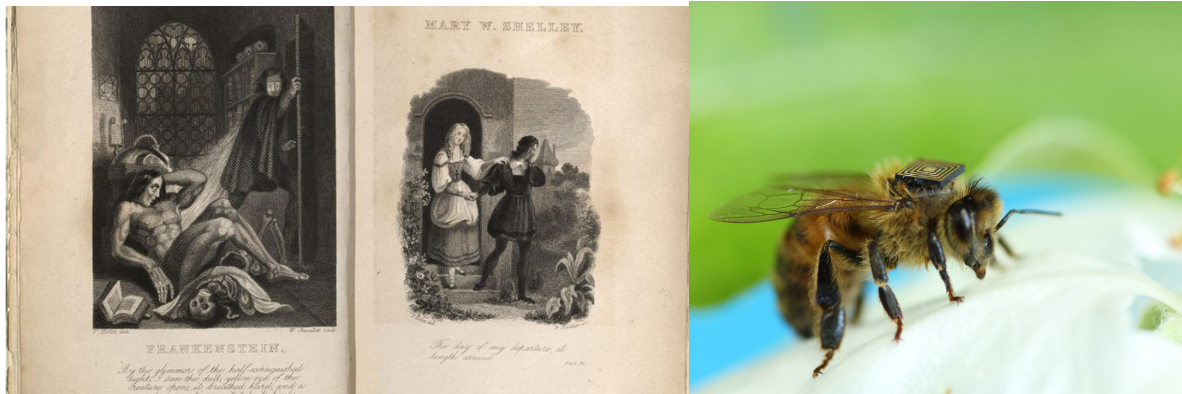 FRANKENSTEIN.
By the glimmer of the half-extinguished
light, I saw the dull, yellow eye of the
creature open; it breathed hard, and a
MARY W. SHELLEY.
The day of my departure, at
length arrived.